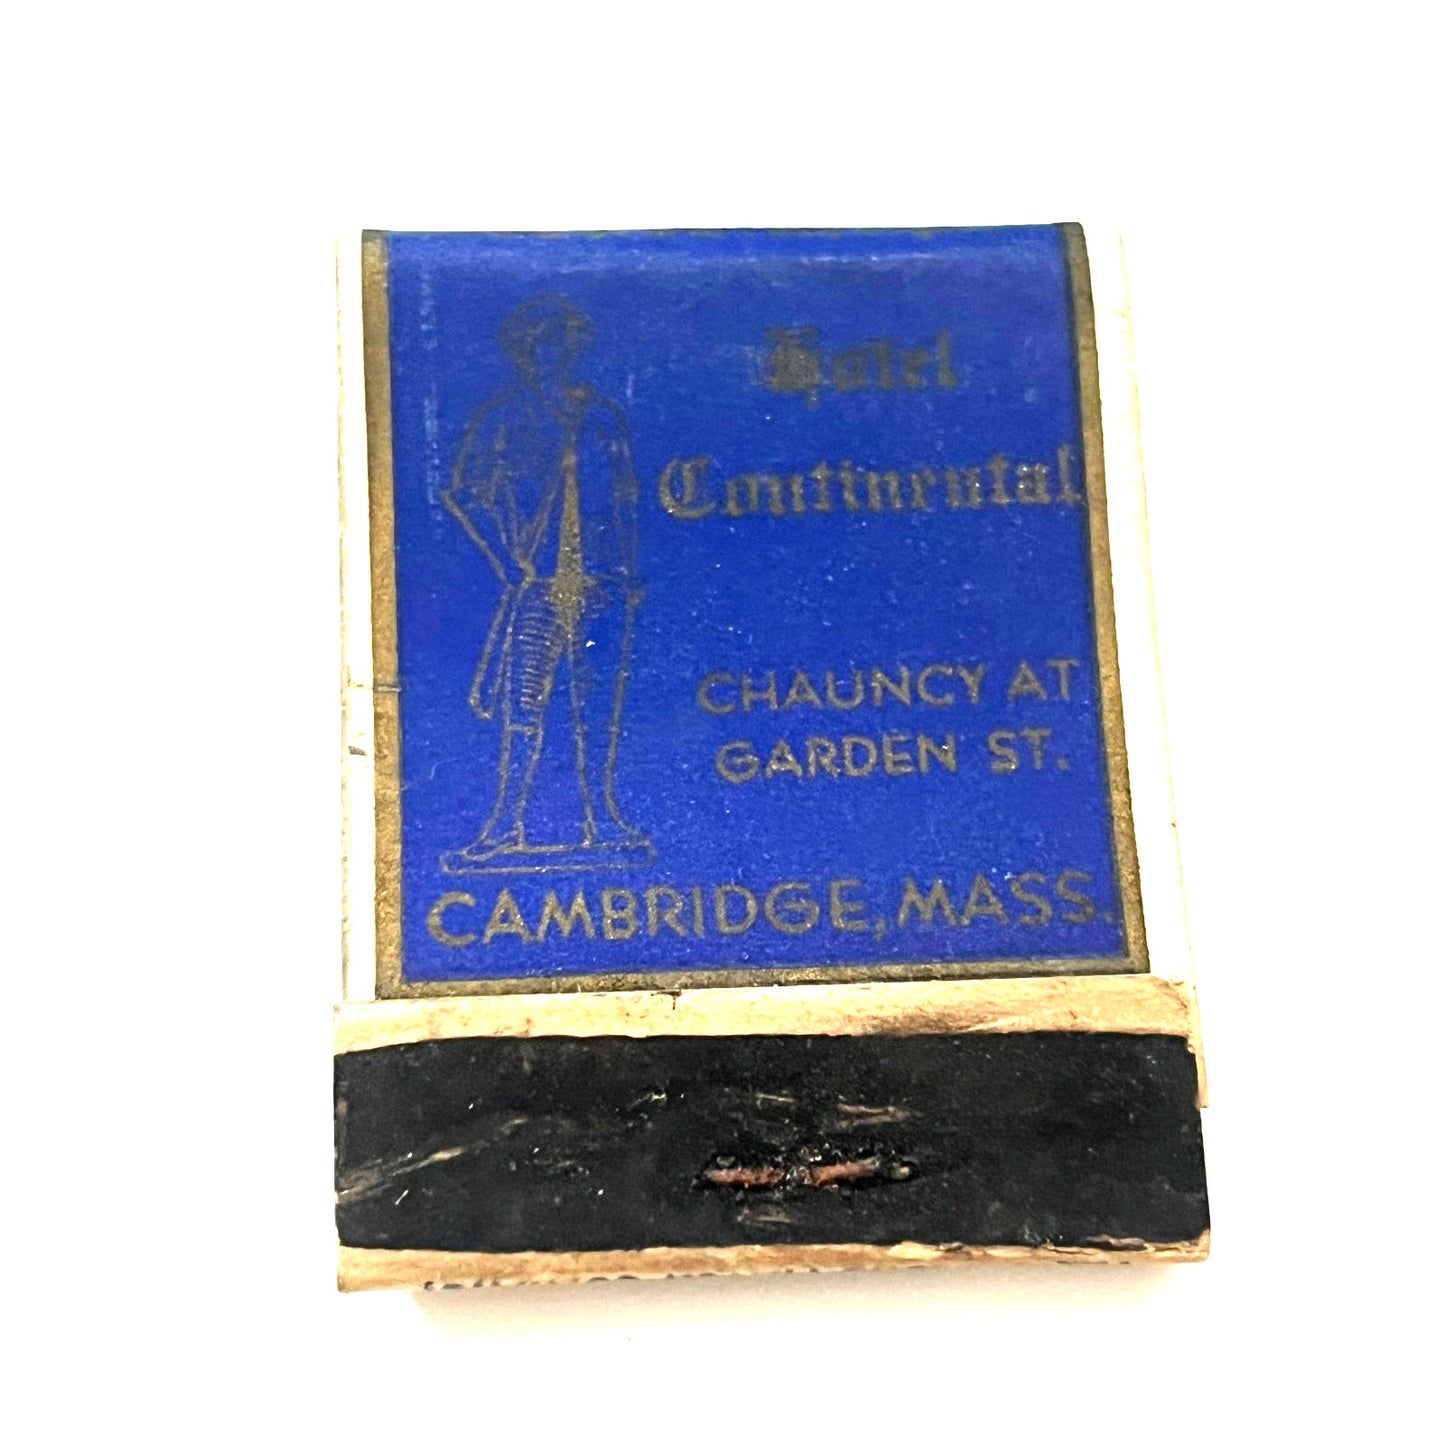 Hotel
Continental
CHAUNCY AT
GARDEN ST.
CAMBRIDGE, MASS.